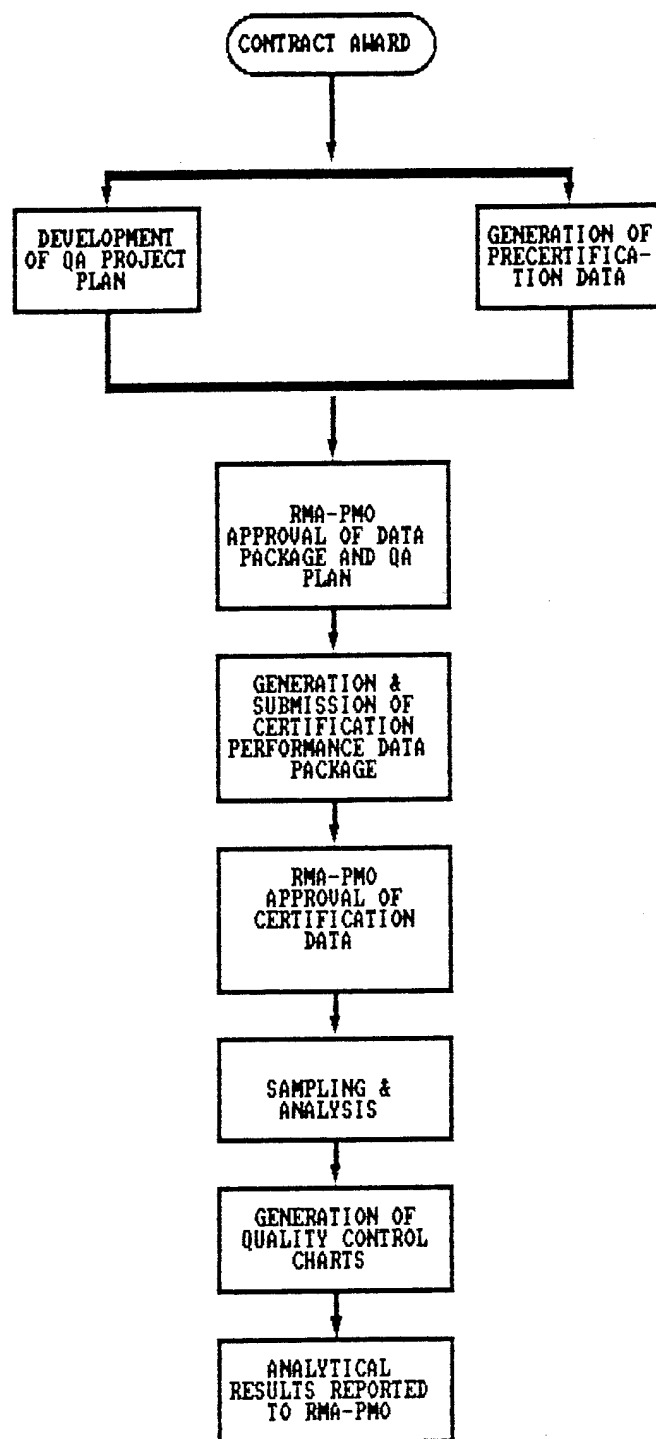 CONTRACT AWARD
DEVELOPMENT
OF QA PROJECT
PLAN
GENERATION OF
PRECERTIFICA-
TION DATA
RMA-PMO
APPROVAL OF DATA
PACKAGE AND QA
PLAN
GENERATION &
SUBMISSION OF
CERTIFICATION
PERFORMANCE DATA
PACKAGE
RMA-PMO
APPROVAL OF
CERTIFICATION
DATA
SAMPLING &
ANALYSIS
GENERATION OF
QUALITY CONTROL
CHARTS
ANALYTICAL
RESULTS REPORTED
TO RMA-PMO